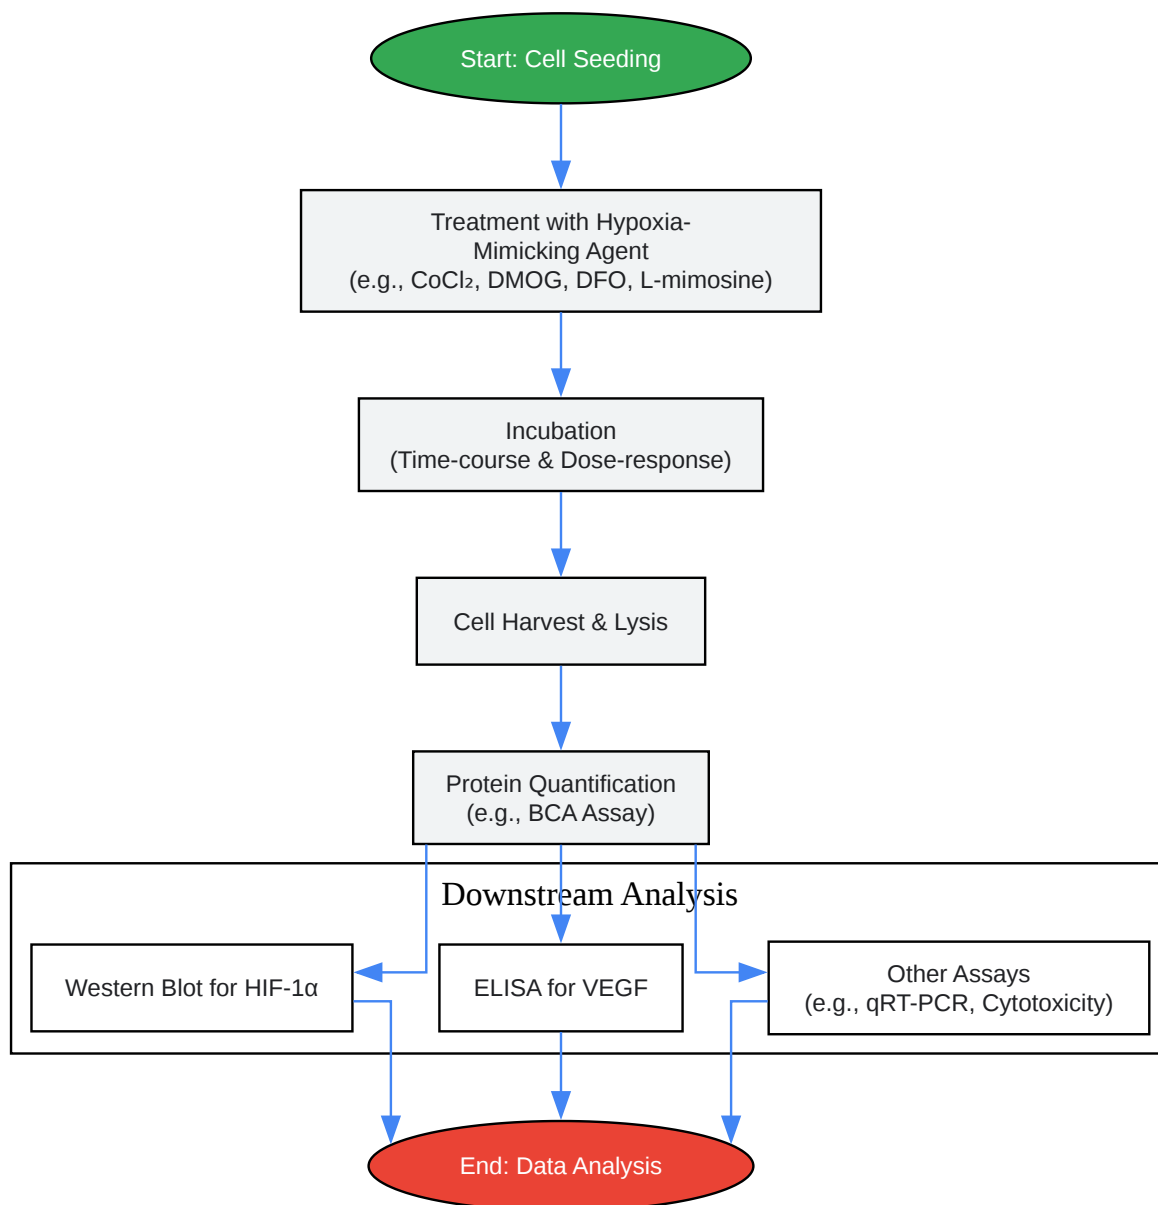 Start: Cell Seeding
Treatment with Hypoxia-
Mimicking Agent
(e.g., CoCl₂, DMOG, DFO, L-mimosine)
Incubation
(Time-course & Dose-response)
Cell Harvest & Lysis
Protein Quantification
(e.g., BCA Assay)
Downstream Analysis
Western Blot for HIF-1α
ELISA for VEGF
Other Assays
(e.g., qRT-PCR, Cytotoxicity)
End: Data Analysis